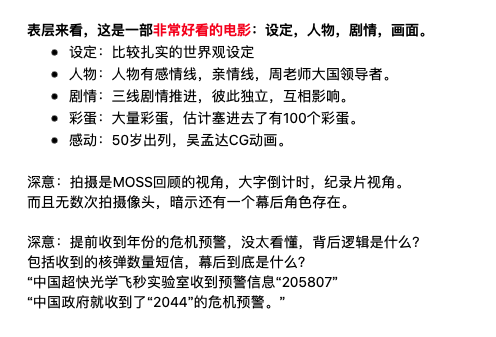 表层来看，这是一部非常好看的电影：设定，人物，剧情，画面。
• 设定：比较扎实的世界观设定
• 人物：人物有感情线，亲情线，周老师大国领导者。
• 剧情：三线剧情推进，彼此独立，互相影响。
• 彩蛋：大量彩蛋，估计塞进去了有100个彩蛋。
• 感动：50岁出列，吴孟达CG动画。
深意：拍摄是MOSS回顾的视角，大字倒计时，纪录片视角。
而且无数次拍摄像头，暗示还有一个幕后角色存在。
深意：提前收到年份的危机预警，没太看懂，背后逻辑是什么？
包括收到的核弹数量短信，幕后到底是什么？
“中国超快光学飞秒实验室收到预警信息“205807”
“中国政府就收到了“2044”的危机预警。”